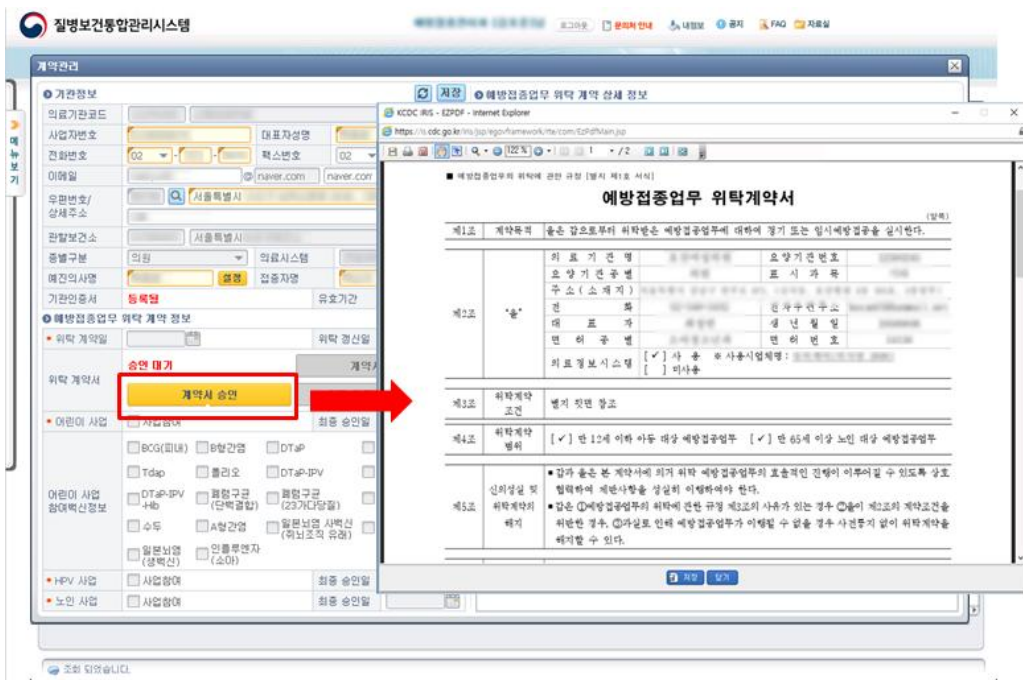 질병보건통합관리시스템
로그아웃 문의처 안내 내정보 공지 FAQ 자료실
계약관리
메뉴보기
기관정보
저장
예방접종업무 위탁 계약 상세 정보
의료기관코드
사업자번호 대표자성명
전화번호 02 - - 팩스번호 02
이메일 @ naver.com naver.com
우편번호/
상세주소
서울특별시
관할보건소 서울특별시
종별구분 의원 의료시스템
예진의사명 설정 접종자명
기관인증서 등록됨 유효기간
예방접종업무 위탁 계약 정보
위탁 계약일 위탁 갱신일
위탁 계약서
승인 대기
계약서 승인
어린이 사업 사업참여 최종 승인일
어린이 사업
참여백신정보
BCG(피내) B형간염 DTaP
Tdap 폴리오 DTaP-IPV
DTaP-IPV
-Hib
폐렴구균
(단백결합)
폐렴구균
(23가다당질)
수두 A형간염 일본뇌염 사백신
(쥐뇌조직 유래)
일본뇌염
(생백신)
인플루엔자
(소아)
HPV 사업 사업참여 최종 승인일
노인 사업 사업참여 최종 승인일
조회 되었습니다.
KCDC IRIS - EZPDF - Internet Explorer
https://is.cdc.go.kr/iris/jsp/egovframework/rte/com/EzPdfMain.jsp
122 % 1 / 2
■ 예방접종업무의 위탁에 관한 규정 [별지 제1호 서식]
예방접종업무 위탁계약서
(앞쪽)
제1조 계약목적 을은 갑으로부터 위탁받은 예방접종업무에 대하여 정기 또는 임시예방접종을 실시한다.
제2조 "을"
의료기관명 요양기관번호
요양기관종별 표시과목
주소(소재지)
전화 전자우편주소
대표자 생년월일
면허종별 면허번호
의료정보시스템 [✓] 사용 ※ 사용시 업체명 :
[ ] 미사용
제3조 위탁계약
조건
별지 뒷면 참조
제4조 위탁계약
범위
[✓] 만 12세 이하 아동 대상 예방접종업무 [✓] 만 65세 이상 노인 대상 예방접종업무
제5조 신의성실 및
위탁계약의
해지
■ 갑과 을은 본 계약서에 의거 위탁 예방접종업무의 효율적인 진행이 이루어질 수 있도록 상호
협력하여 제반사항을 성실히 이행하여야 한다.
■ 갑은 ①예방접종업무의 위탁에 관한 규정 제3조의 사유가 있는 경우 ②을이 제2조의 계약조건을
위반한 경우, ③과실로 인해 예방접종업무가 이행될 수 없을 경우 사전통지 없이 위탁계약을
해지할 수 있다.
저장 닫기